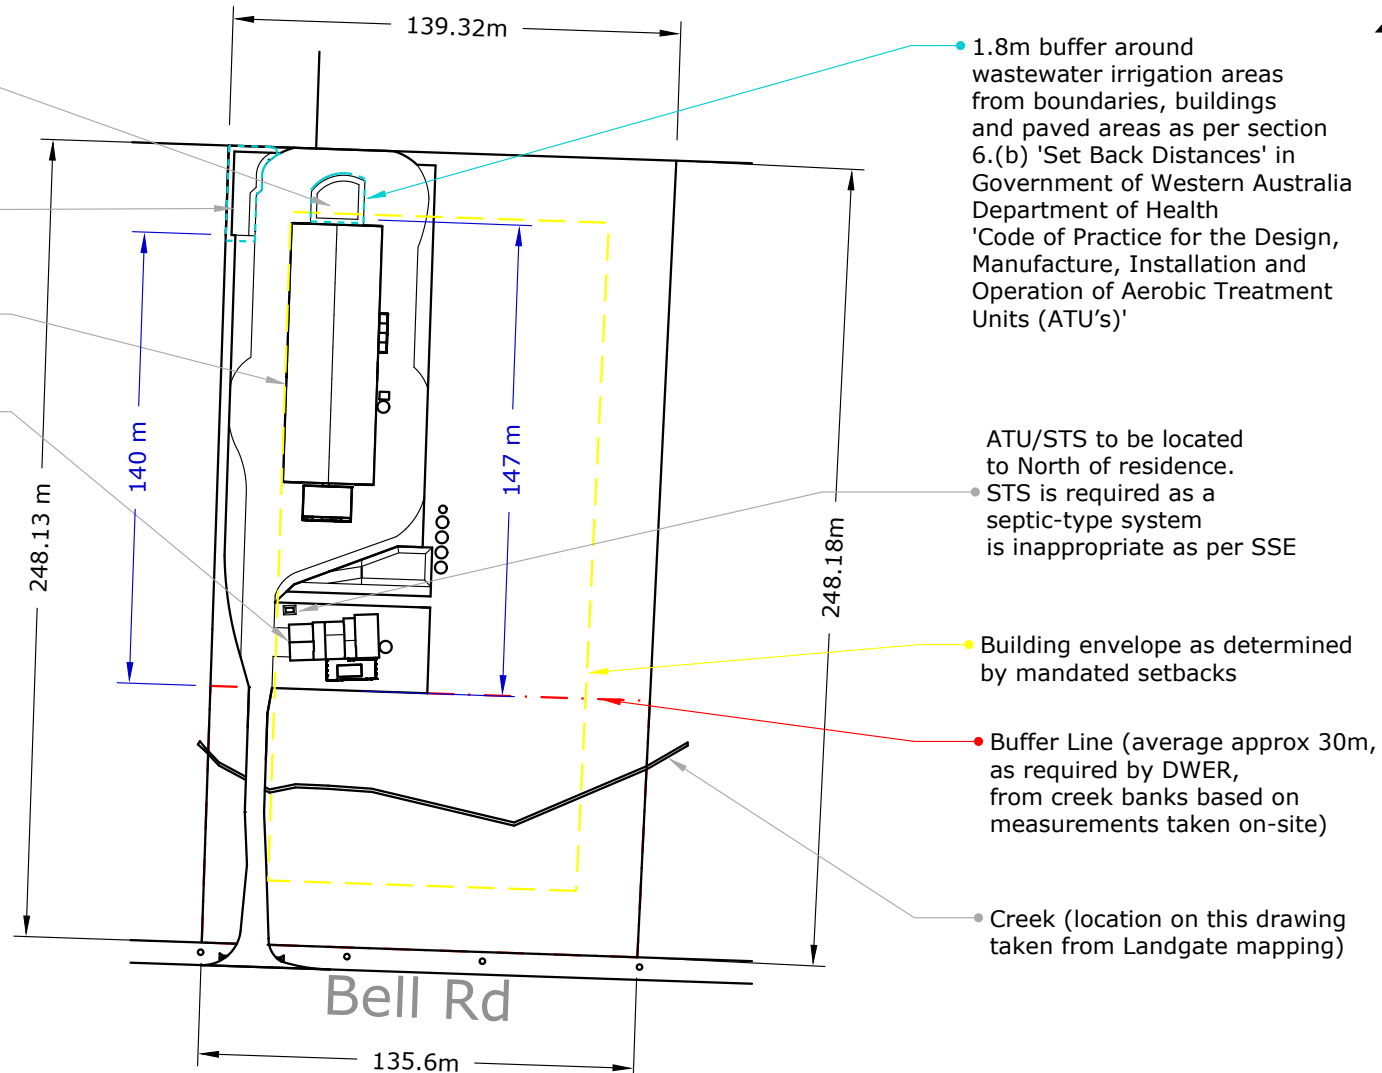 139.32m
1.8m buffer around
wastewater irrigation areas
from boundaries, buildings
and paved areas as per section
6.(b) 'Set Back Distances' in
Government of Western Australia
Department of Health
'Code of Practice for the Design,
Manufacture, Installation and
Operation of Aerobic Treatment
Units (ATU's)'
140 m
147 m
248.13 m
248.18m
ATU/STS to be located
to North of residence.
STS is required as a
septic-type system
is inappropriate as per SSE
Building envelope as determined
by mandated setbacks
Buffer Line (average approx 30m,
as required by DWER,
from creek banks based on
measurements taken on-site)
Creek (location on this drawing
taken from Landgate mapping)
Bell Rd
135.6m